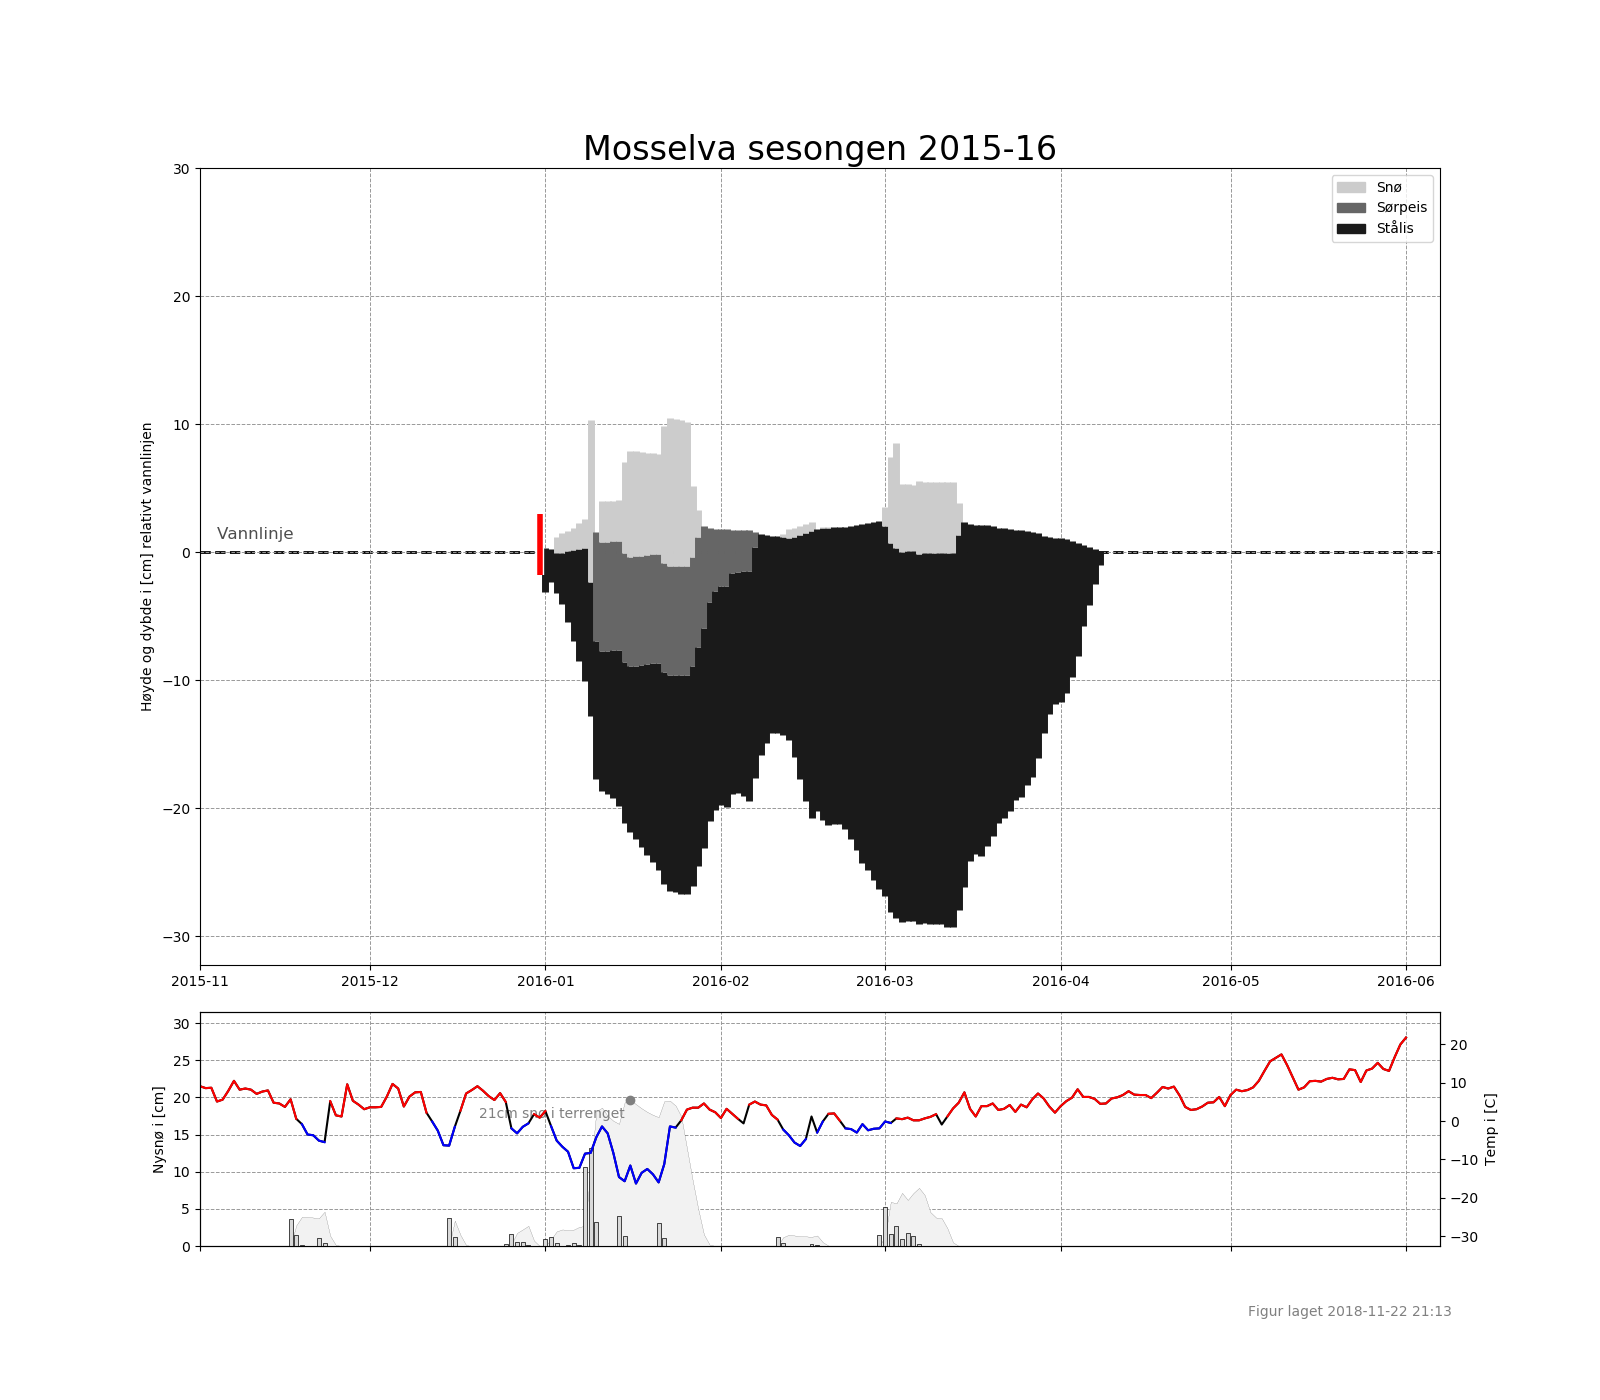 Mosselva sesongen 2015-16
30
20
10
0
−10
−20
−30
Høyde og dybde i [cm] relativt vannlinjen
Snø
Sørpeis
Stålis
Vannlinje
2015-11 2015-12 2016-01 2016-02 2016-03 2016-04 2016-05 2016-06
30
25
20
15
10
5
0
Nysnø i [cm]
21cm snø i terrenget
20
10
0
−10
−20
−30
Temp i [C]
Figur laget 2018-11-22 21:13